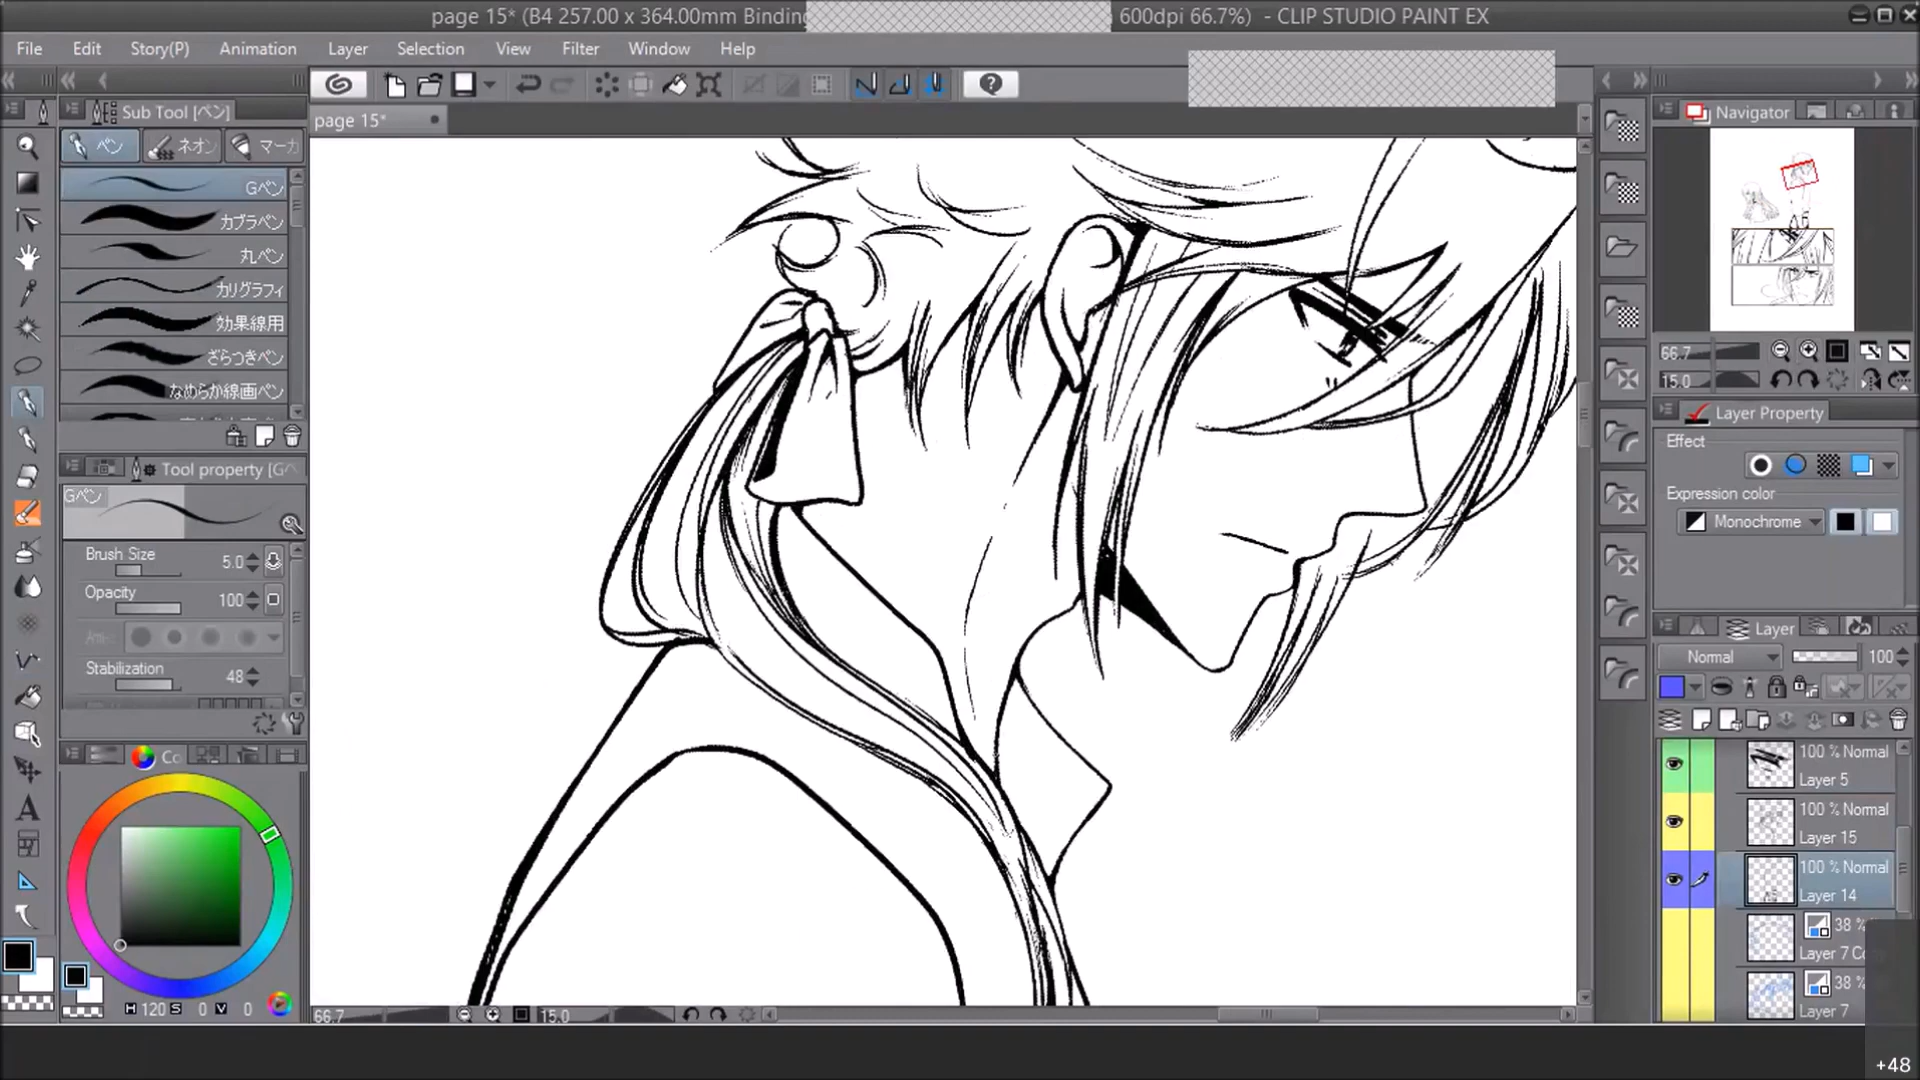 page 15* (B4 257.00 x 364.00mm Binding
600dpi 66.7%) - CLIP STUDIO PAINT EX
File Edit Story(P) Animation Layer Selection View Filter Window Help
Sub Tool [ペン]
ペン ネオン マーカ
page 15*
Gペン
カブラペン
丸ペン
カリグラフィ
効果線用
ざらつきペン
なめらか線画ペン
Tool property [Gペ
Gペン
Brush Size 5.0
Opacity 100
Anti-
Stabilization 48
Co
H 120 S 0 V 0
66.7 15.0
Navigator
66.7
15.0
Layer Property
Effect
Expression color
Monochrome
Layer
Normal 100
100 % Normal
Layer 5
100 % Normal
Layer 15
100 % Normal
Layer 14
38 %
Layer 7 Co
38 %
Layer 7
+48